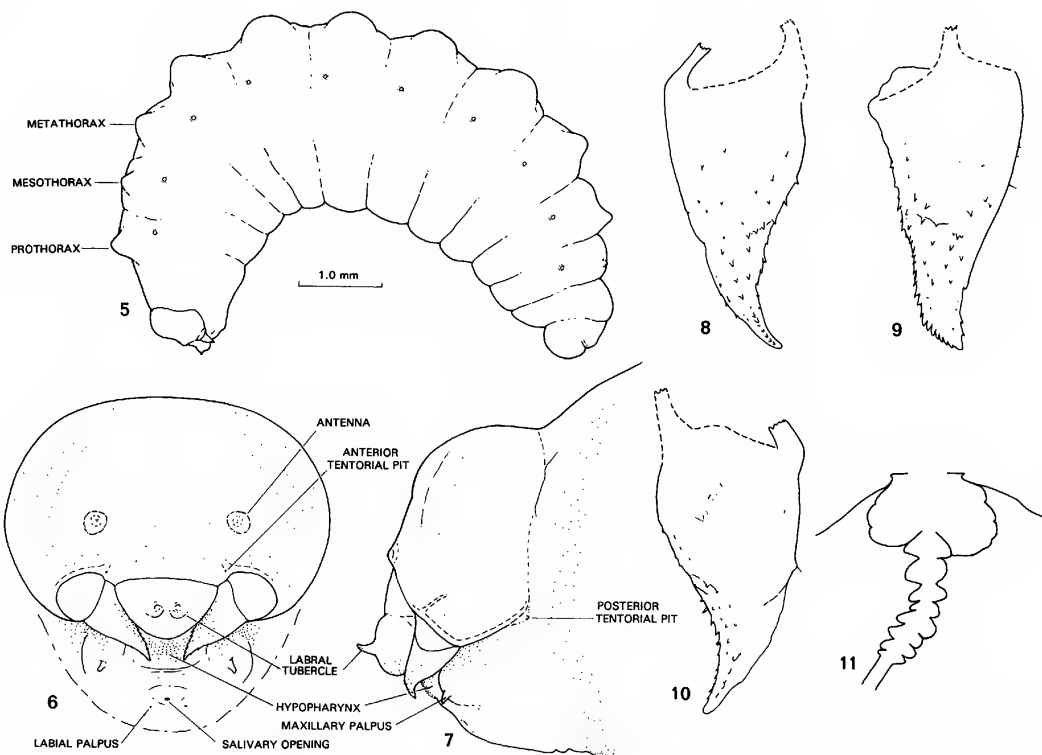 METATHORAX
MESOTHORAX
PROTHORAX
1.0 mm
5
8
9
ANTENNA
ANTERIOR
TENTORIAL PIT
POSTERIOR
TENTORIAL PIT
LABRAL
TUBERCLE
HYPOPHARYNX
MAXILLARY PALPUS
LABIAL PALPUS
SALIVARY OPENING
6
7
10
11